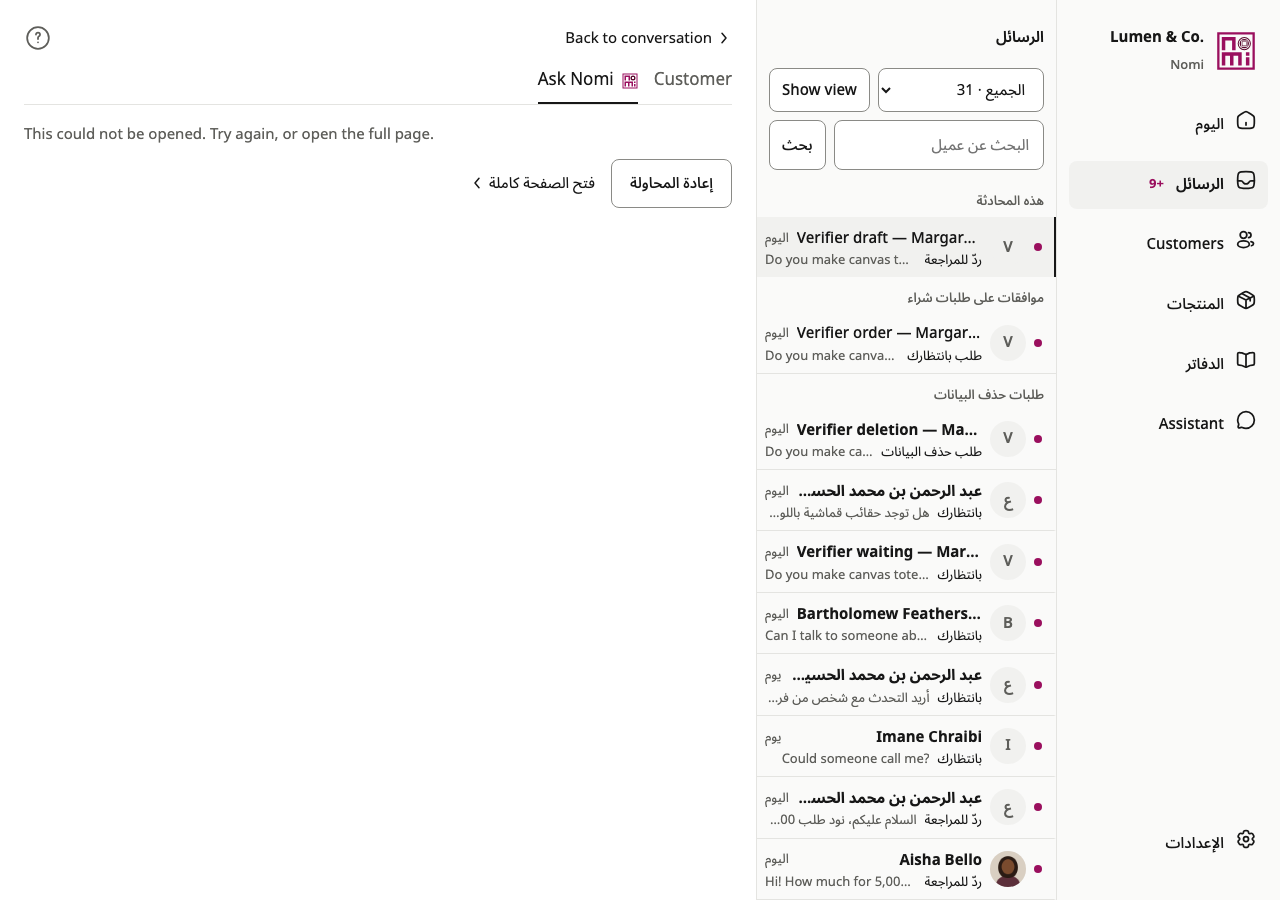 Lumen & Co.
Nomi
اليوم
الرسائل
9+
Customers
المنتجات
الدفاتر
Assistant
الإعدادات
الرسائل
الجميع · 31
Show view
البحث عن عميل
بحث
هذه المحادثة
V
Verifier draft — Margar...
اليوم
ردّ للمراجعة
Do you make canvas t...
موافقات على طلبات شراء
V
Verifier order — Margar...
اليوم
طلب بانتظارك
Do you make canva...
طلبات حذف البيانات
V
Verifier deletion — Ma...
اليوم
طلب حذف البيانات
Do you make ca...
ع
عبد الرحمن بن محمد الحسـ...
اليوم
بانتظارك
هل توجد حقائب قماشية باللو...
V
Verifier waiting — Mar...
اليوم
بانتظارك
Do you make canvas tote...
B
Bartholomew Feathers...
اليوم
بانتظارك
Can I talk to someone ab...
ع
عبد الرحمن بن محمد الحسيـ...
يوم
بانتظارك
أريد التحدث مع شخص من فر...
I
Imane Chraibi
يوم
بانتظارك
Could someone call me?
ع
عبد الرحمن بن محمد الحسـ...
اليوم
ردّ للمراجعة
السلام عليكم، نود طلب 00...
Aisha Bello
اليوم
ردّ للمراجعة
Hi! How much for 5,00...
Back to conversation
?
Customer
Ask Nomi
This could not be opened. Try again, or open the full page.
إعادة المحاولة
فتح الصفحة كاملة